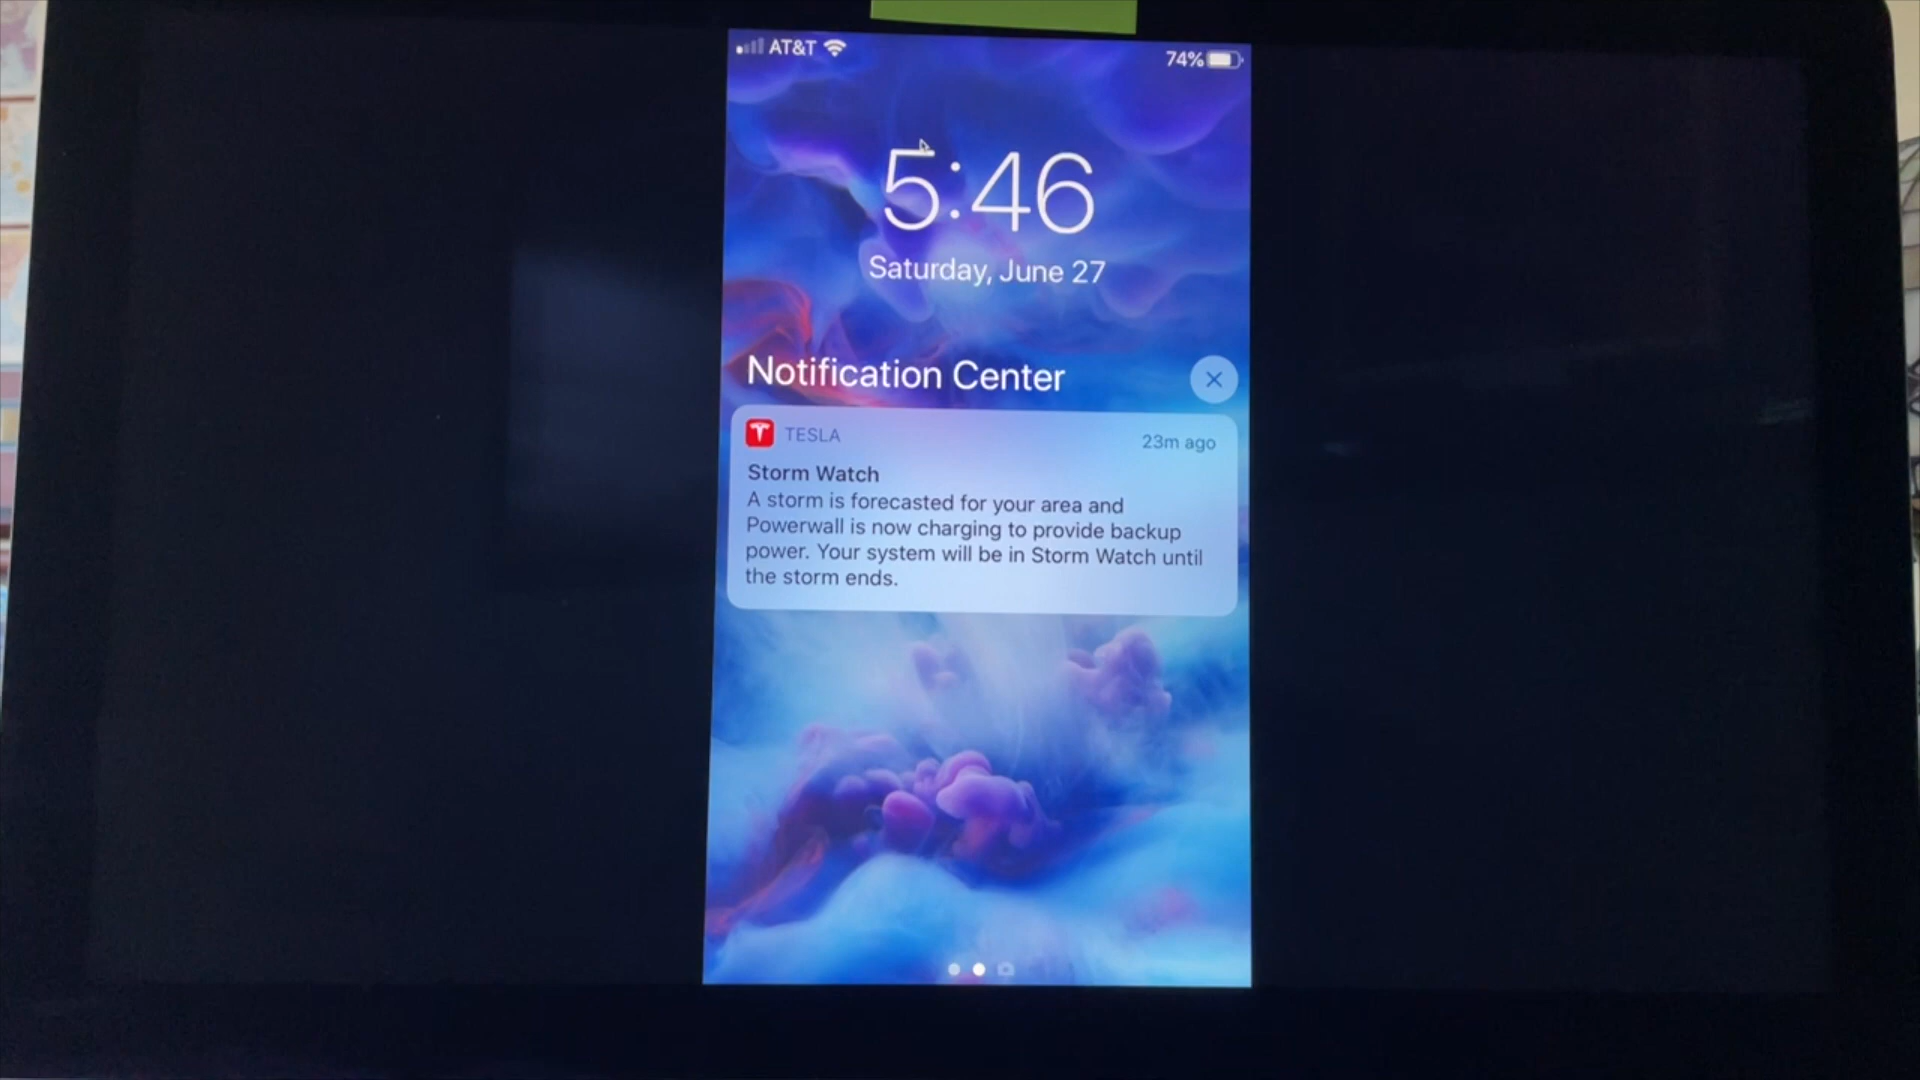 AT&T
74%
5:46
Saturday, June 27
Notification Center
TESLA
23m ago
Storm Watch
A storm is forecasted for your area and
Powerwall is now charging to provide backup
power. Your system will be in Storm Watch until
the storm ends.